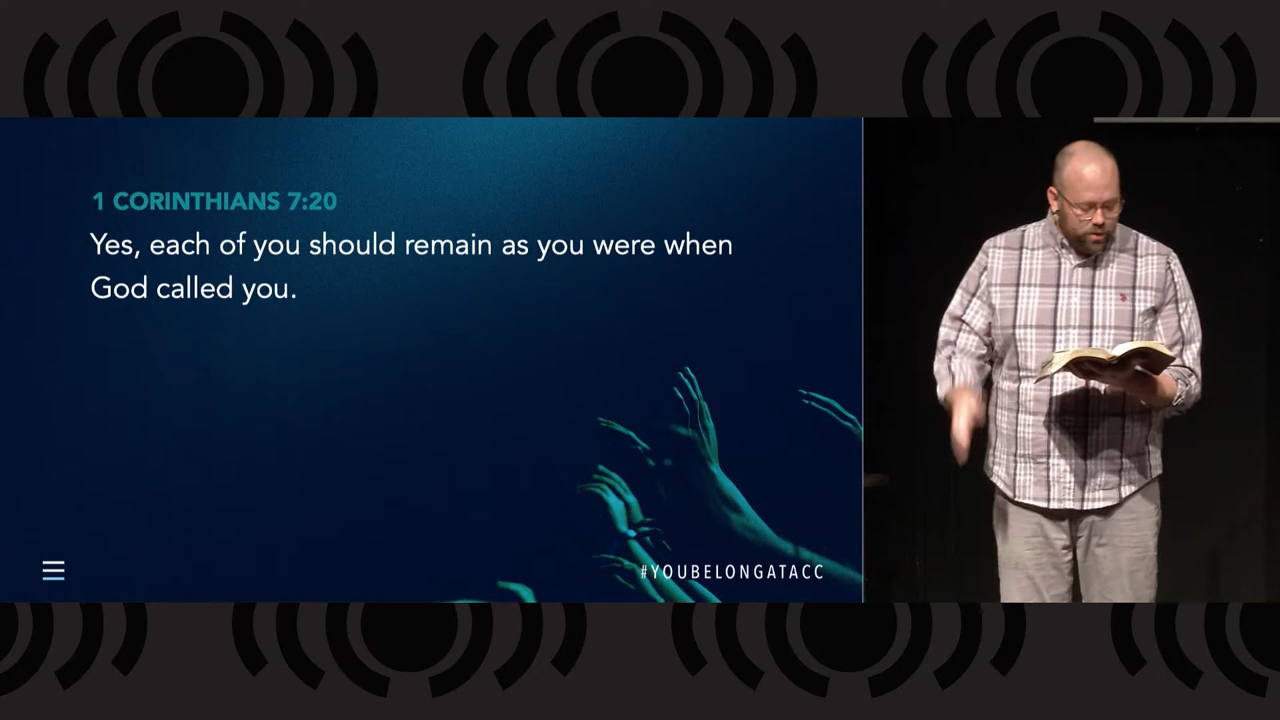 1 CORINTHIANS 7:20
Yes, each of you should remain as you were when
God called you.
#YOUBELONGATACC